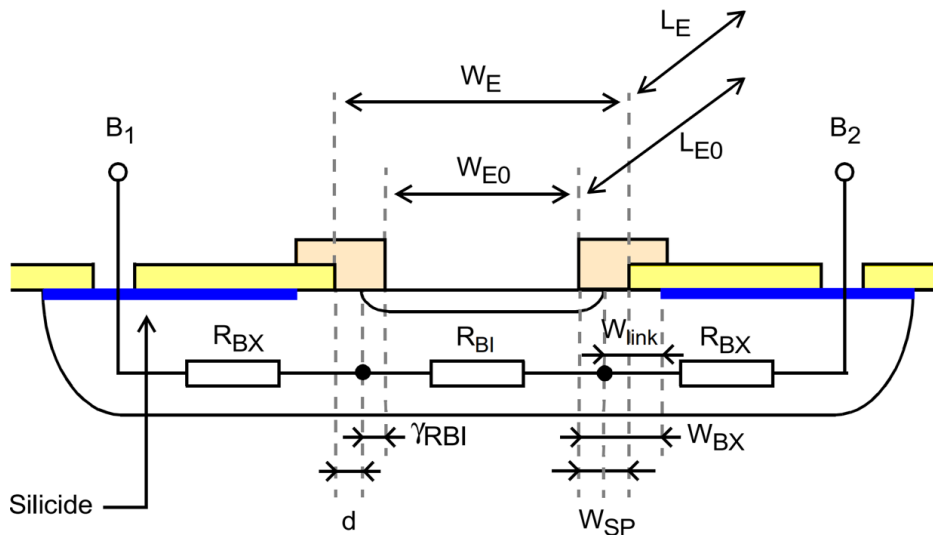 L_E
W_E
B_1
B_2
L_E0
W_E0
W_link
R_BX
R_BI
R_BX
γ_RBI
W_BX
Silicide
d
W_SP